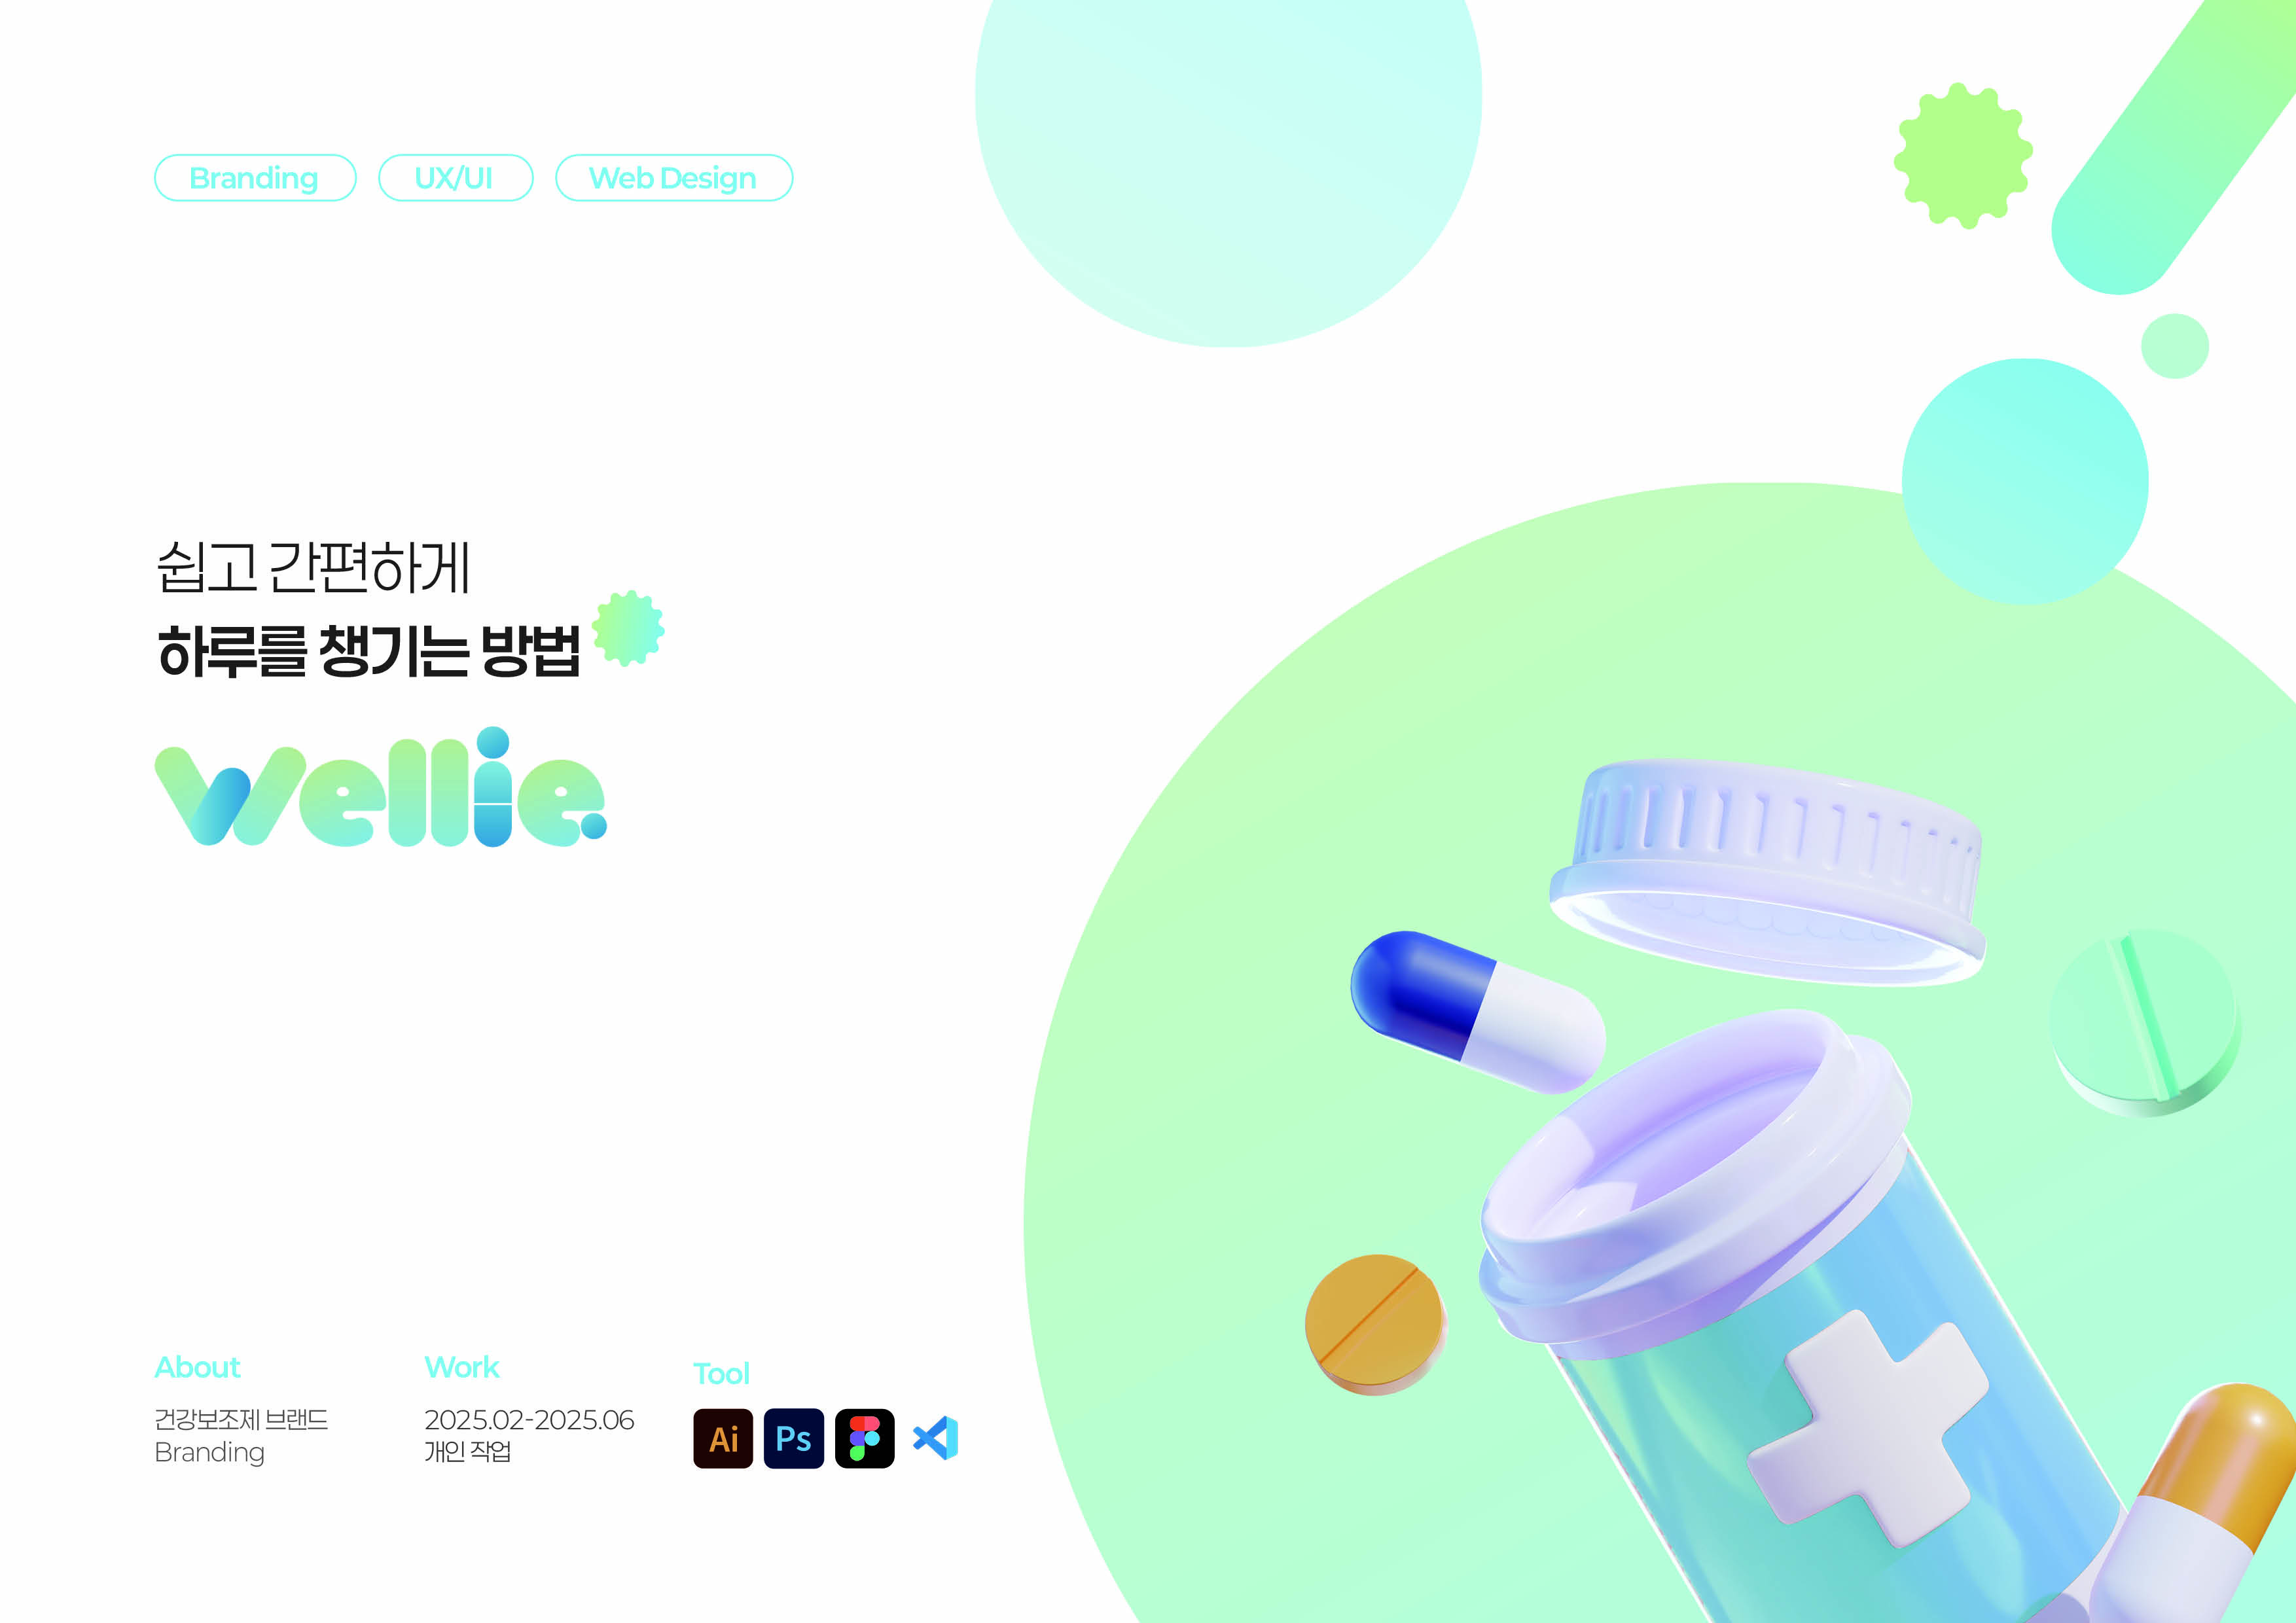 Branding UX/UI Web Design
쉽고 간편하게
하루를 챙기는 방법
wellie.
About
건강보조제 브랜드
Branding
Work
2025.02-2025.06
개인 작업
Tool
Ai Ps